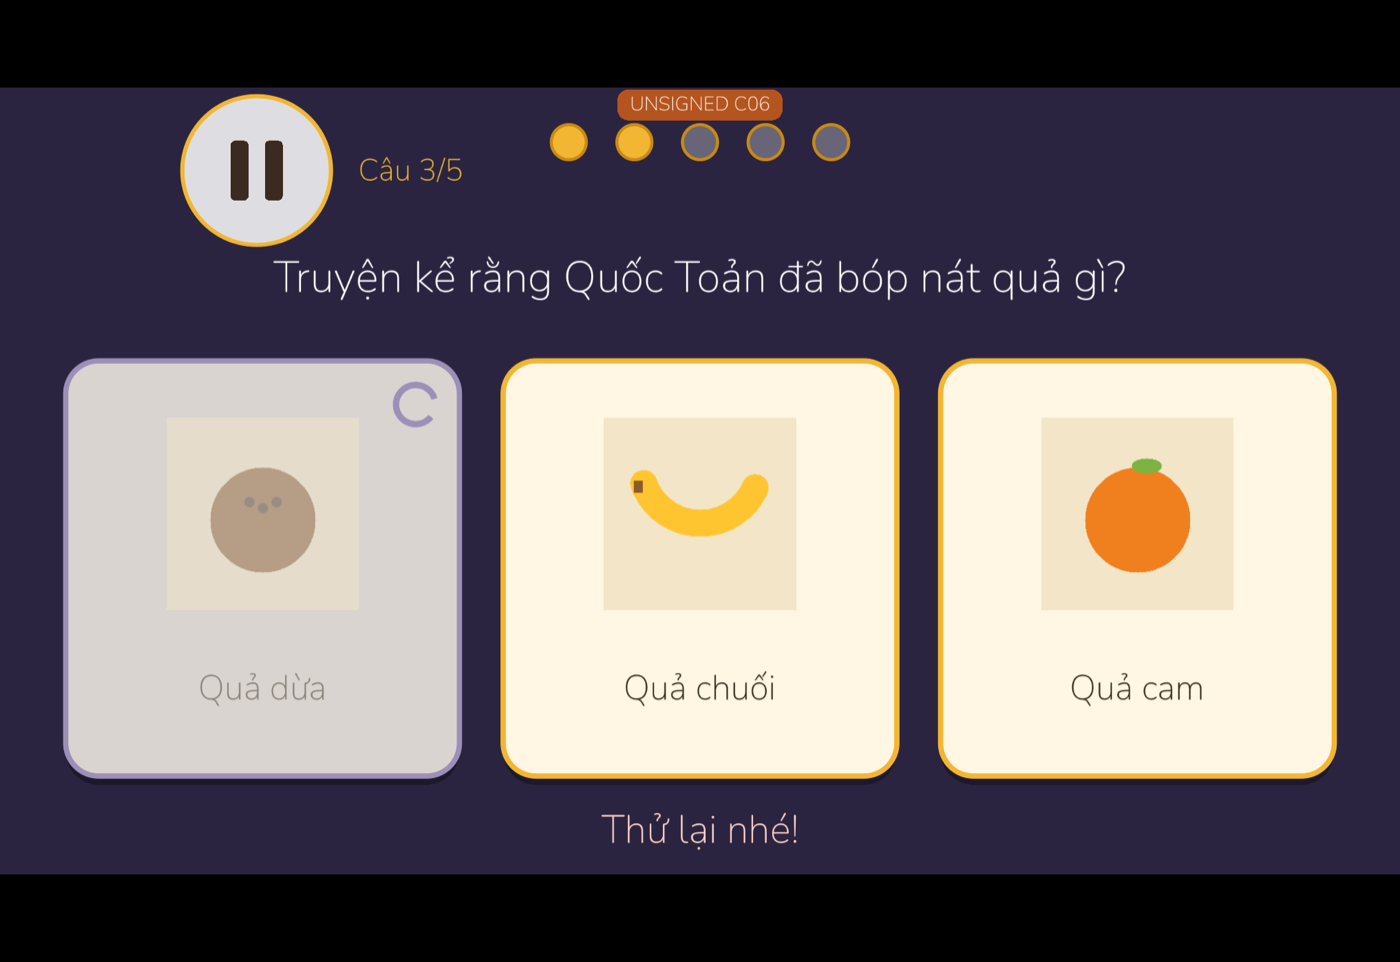 UNSIGNED C06
Câu 3/5
Truyện kể rằng Quốc Toản đã bóp nát quả gì?
Quả dừa
Quả chuối
Quả cam
Thử lại nhé!